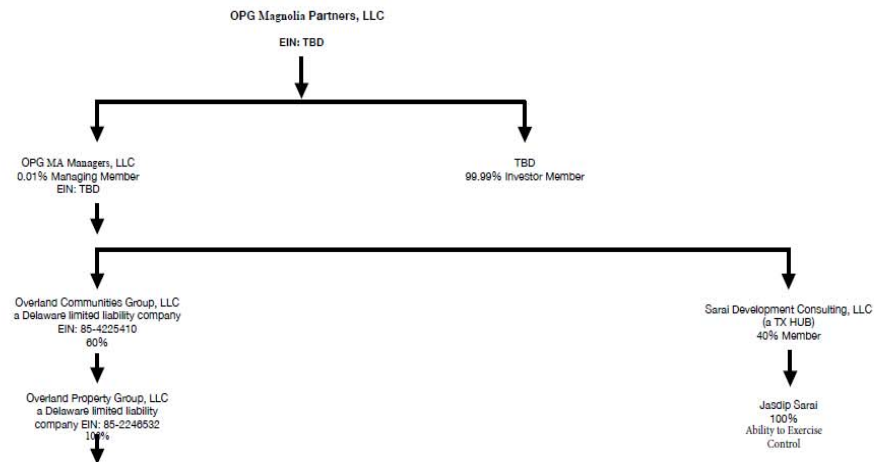 OPG Magnolia Partners, LLC
EIN: TBD
OPG MA Managers, LLC
0.01% Managing Member
EIN: TBD
TBD
99.99% Investor Member
Overland Communities Group, LLC
a Delaware limited liability company
EIN: 85-4225410
60%
Sarai Development Consulting, LLC
(a TX HUB)
40% Member
Overland Property Group, LLC
a Delaware limited liability
company EIN: 85-2246532
100%
Jasdip Sarai
100%
Ability to Exercise
Control